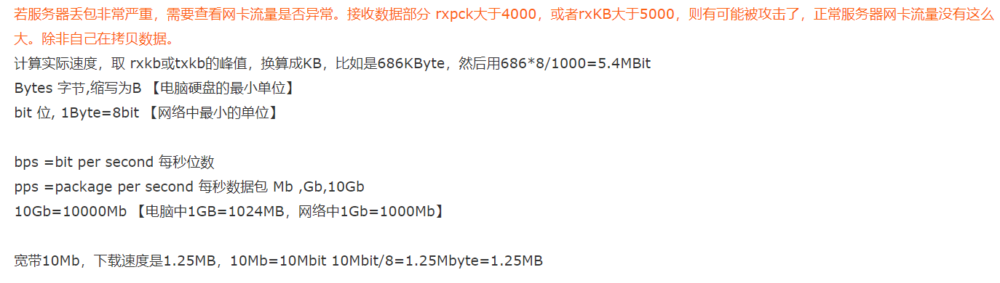 若服务器丢包非常严重，需要查看网卡流量是否异常。接收数据部分 rxpck大于4000，或者rxKB大于5000，则有可能被攻击了，正常服务器网卡流量没有这么
大。除非自己在拷贝数据。
计算实际速度，取 rxkb或txkb的峰值，换算成KB，比如是686KByte，然后用686*8/1000=5.4MBit
Bytes 字节,缩写为B 【电脑硬盘的最小单位】
bit 位, 1Byte=8bit 【网络中最小的单位】
bps =bit per second 每秒位数
pps =package per second 每秒数据包 Mb ,Gb,10Gb
10Gb=10000Mb 【电脑中1GB=1024MB，网络中1Gb=1000Mb】
宽带10Mb，下载速度是1.25MB，10Mb=10Mbit 10Mbit/8=1.25Mbyte=1.25MB